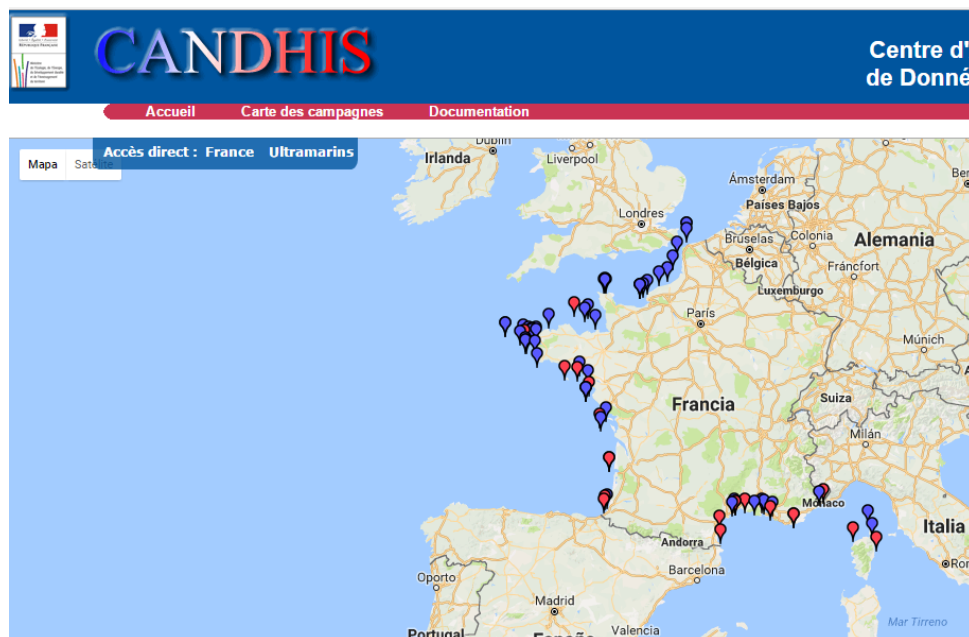 CANDHIS
Centre d'
de Donné
Accueil Carte des campagnes Documentation
Mapa
Accès direct : France Ultramarins
Dublín
Irlanda
Liverpool
Ámsterdam
Países Bajos
Londres
Bruselas
Colonia
Alemania
Bélgica
Fráncfort
Luxemburgo
París
Múnich
Francia
Suiza
Milán
Mónaco
Italia
Andorra
Barcelona
Oporto
Madrid
Portugal
España
Valencia
Mar Tirreno